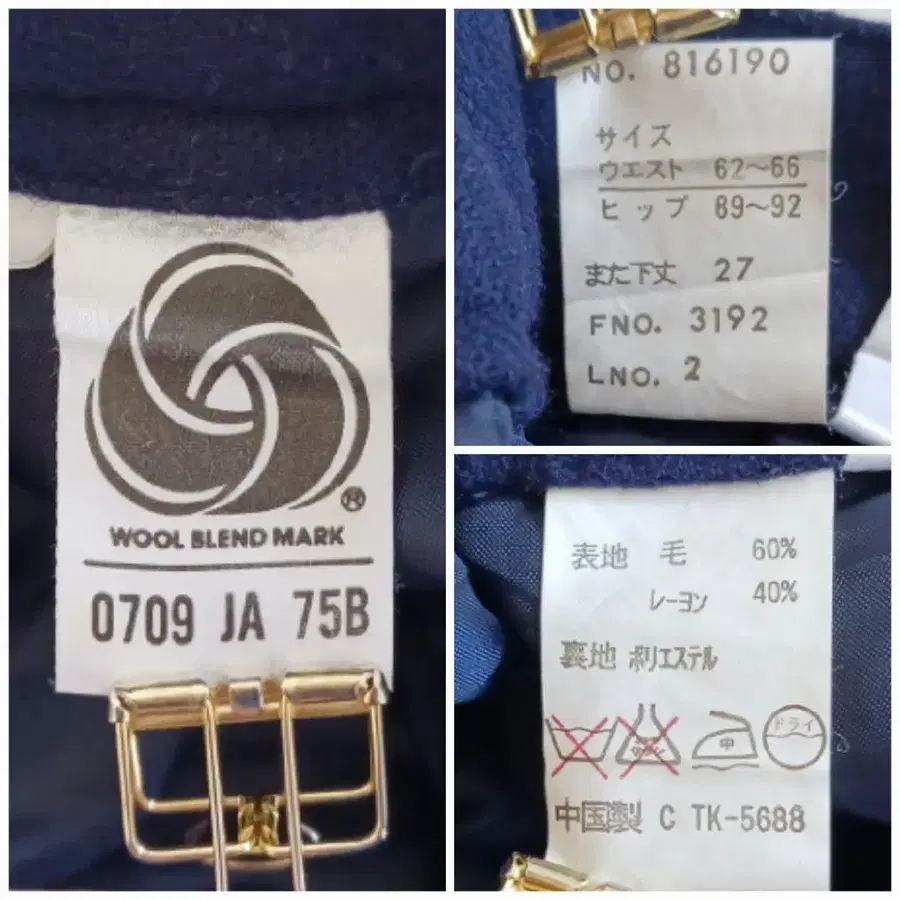 WOOL BLEND MARK
0709 JA 75B
NO. 816190
サイズ
ウエスト 62～66
ヒップ 89～92
また下丈 27
FNO. 3192
LNO. 2
表地 毛 60%
レーヨン 40%
裏地 ポリエステル
中 ドライ
中国製 C TK-5688